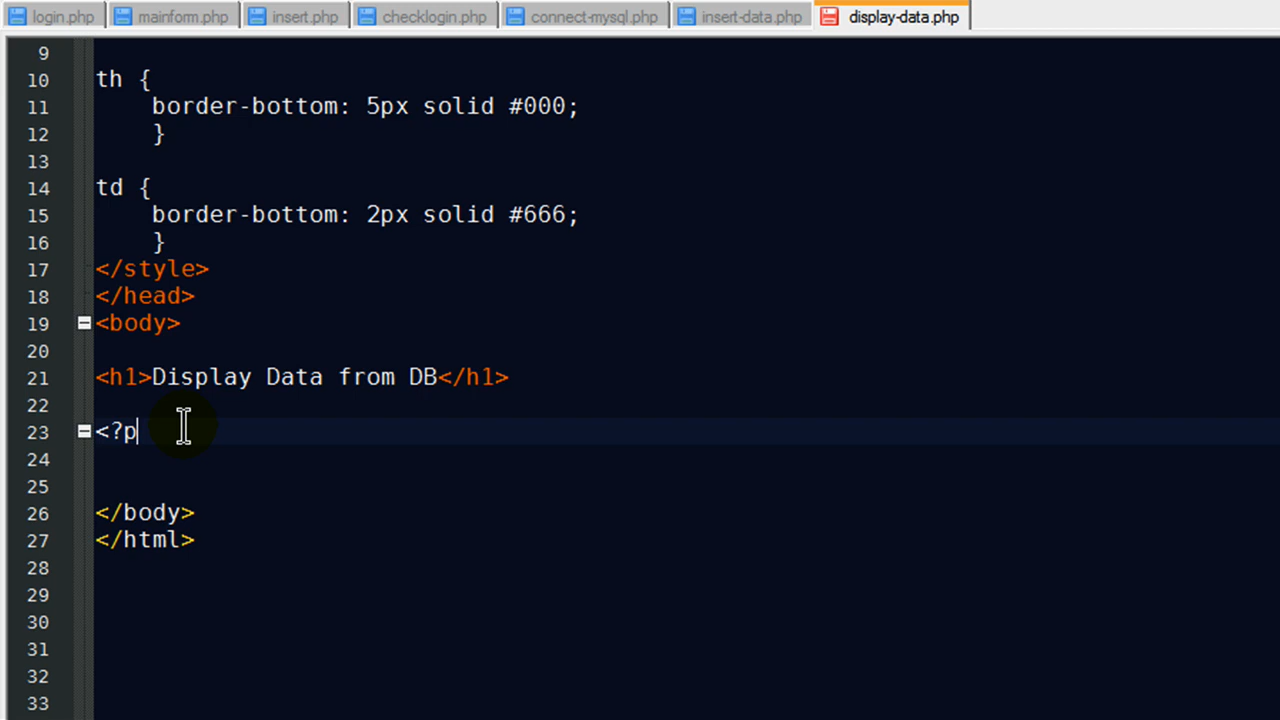 login.php mainform.php insert.php checklogin.php connect-mysql.php insert-data.php display-data.php
9
10 th {
11     border-bottom: 5px solid #000;
12     }
13
14 td {
15     border-bottom: 2px solid #666;
16     }
17 </style>
18 </head>
19 <body>
20
21 <h1>Display Data from DB</h1>
22
23 <?p
24
25
26 </body>
27 </html>
28
29
30
31
32
33